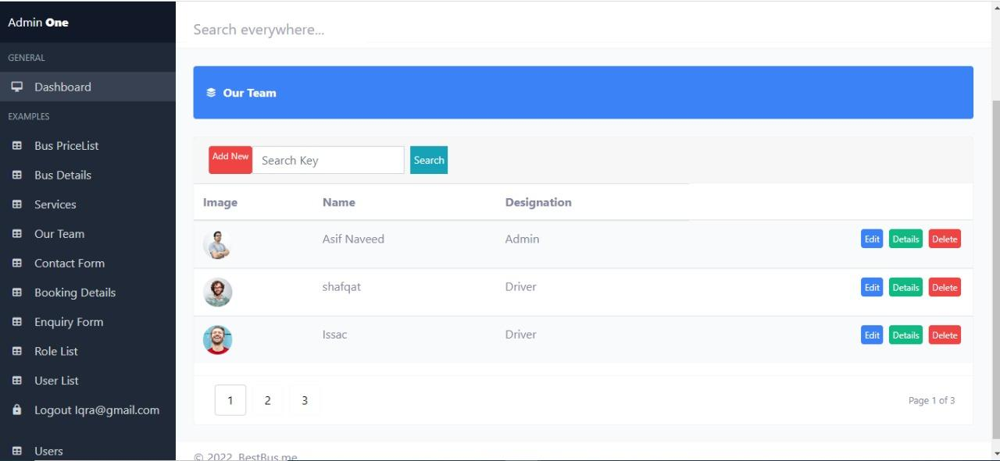 Admin One
Search everywhere...
GENERAL
Dashboard
EXAMPLES
Bus PriceList
Bus Details
Services
Our Team
Contact Form
Booking Details
Enquiry Form
Role List
User List
Logout Iqra@gmail.com
Users
Our Team
Add New Search Key Search
Image Name Designation
Asif Naveed Admin Edit Details Delete
shafqat Driver Edit Details Delete
Issac Driver Edit Details Delete
1 2 3 Page 1 of 3
© 2022, BestBus.me